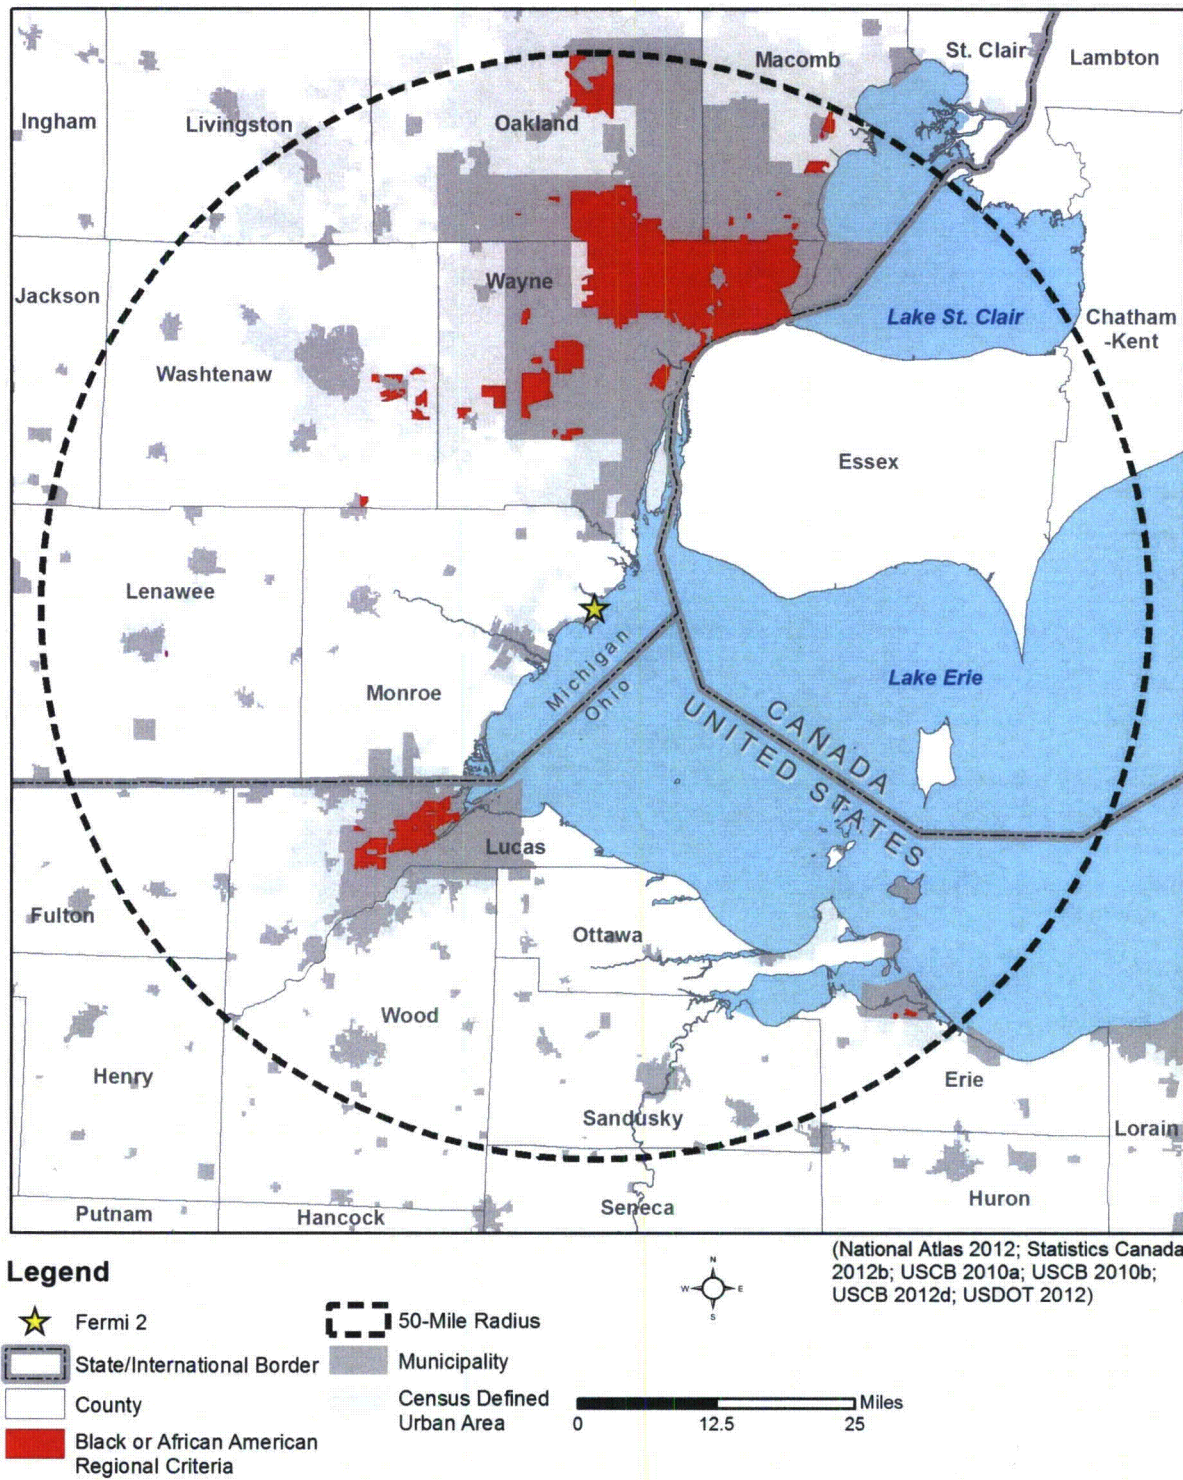 St. Clair
Macomb
Lambton
Ingham
Livingston
Oakland
Wayne
Jackson
Lake St. Clair
Chatham
-Kent
Washtenaw
Essex
Lenawee
Michigan
Ohio
Lake Erie
Monroe
CANADA
UNITED STATES
Lucas
Fulton
Ottawa
Wood
Henry
Erie
Sandusky
Lorain
Huron
Seneca
Putnam
Hancock
Legend
Fermi 2
State/International Border
County
Black or African American
Regional Criteria
50-Mile Radius
Municipality
Census Defined
Urban Area
N
W
E
S
Miles
0
12.5
25
(National Atlas 2012; Statistics Canada
2012b; USCB 2010a; USCB 2010b;
USCB 2012d; USDOT 2012)